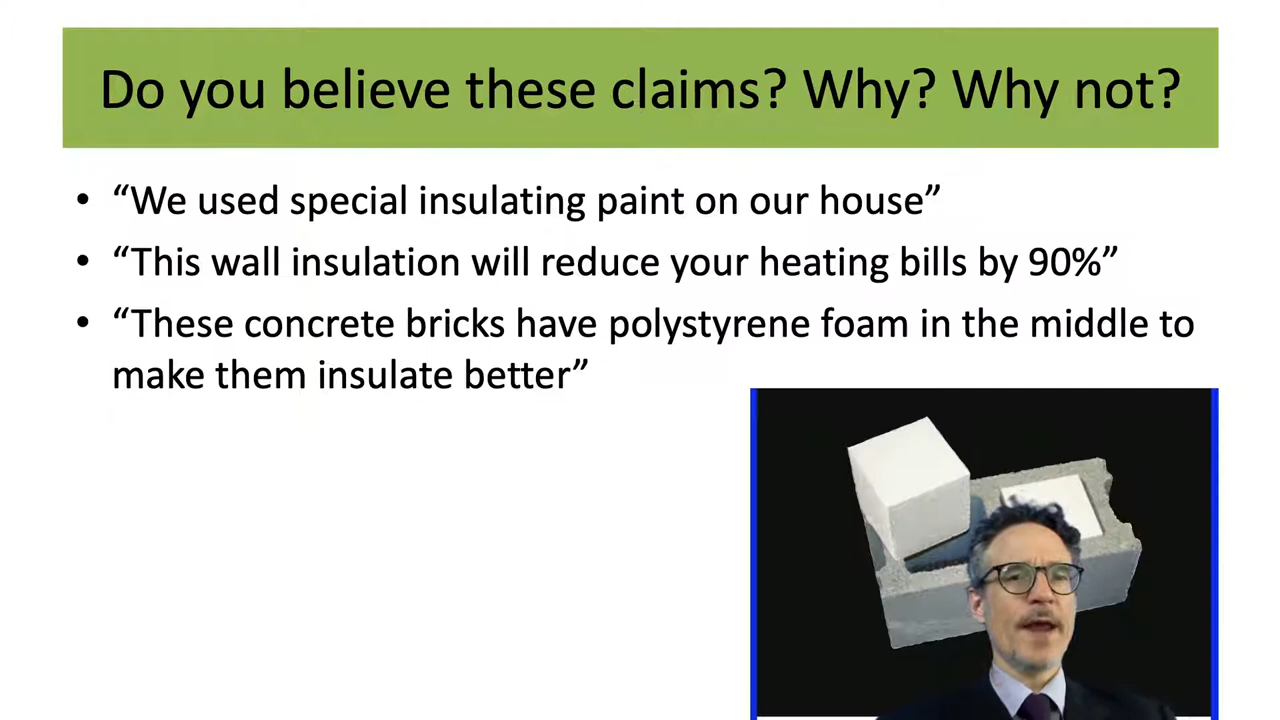 Do you believe these claims? Why? Why not?
• “We used special insulating paint on our house”
• “This wall insulation will reduce your heating bills by 90%”
• “These concrete bricks have polystyrene foam in the middle to
make them insulate better”